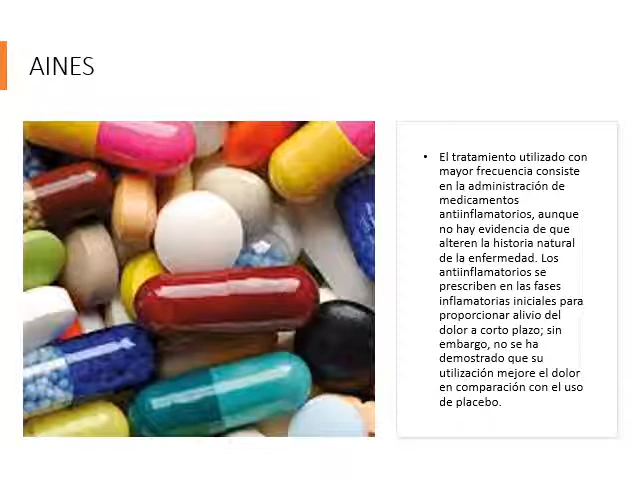 AINES
• El tratamiento utilizado con
mayor frecuencia consiste
en la administración de
medicamentos
antiinflamatorios, aunque
no hay evidencia de que
alteren la historia natural
de la enfermedad. Los
antiinflamatorios se
prescriben en las fases
inflamatorias iniciales para
proporcionar alivio del
dolor a corto plazo; sin
embargo, no se ha
demostrado que su
utilización mejore el dolor
en comparación con el uso
de placebo.